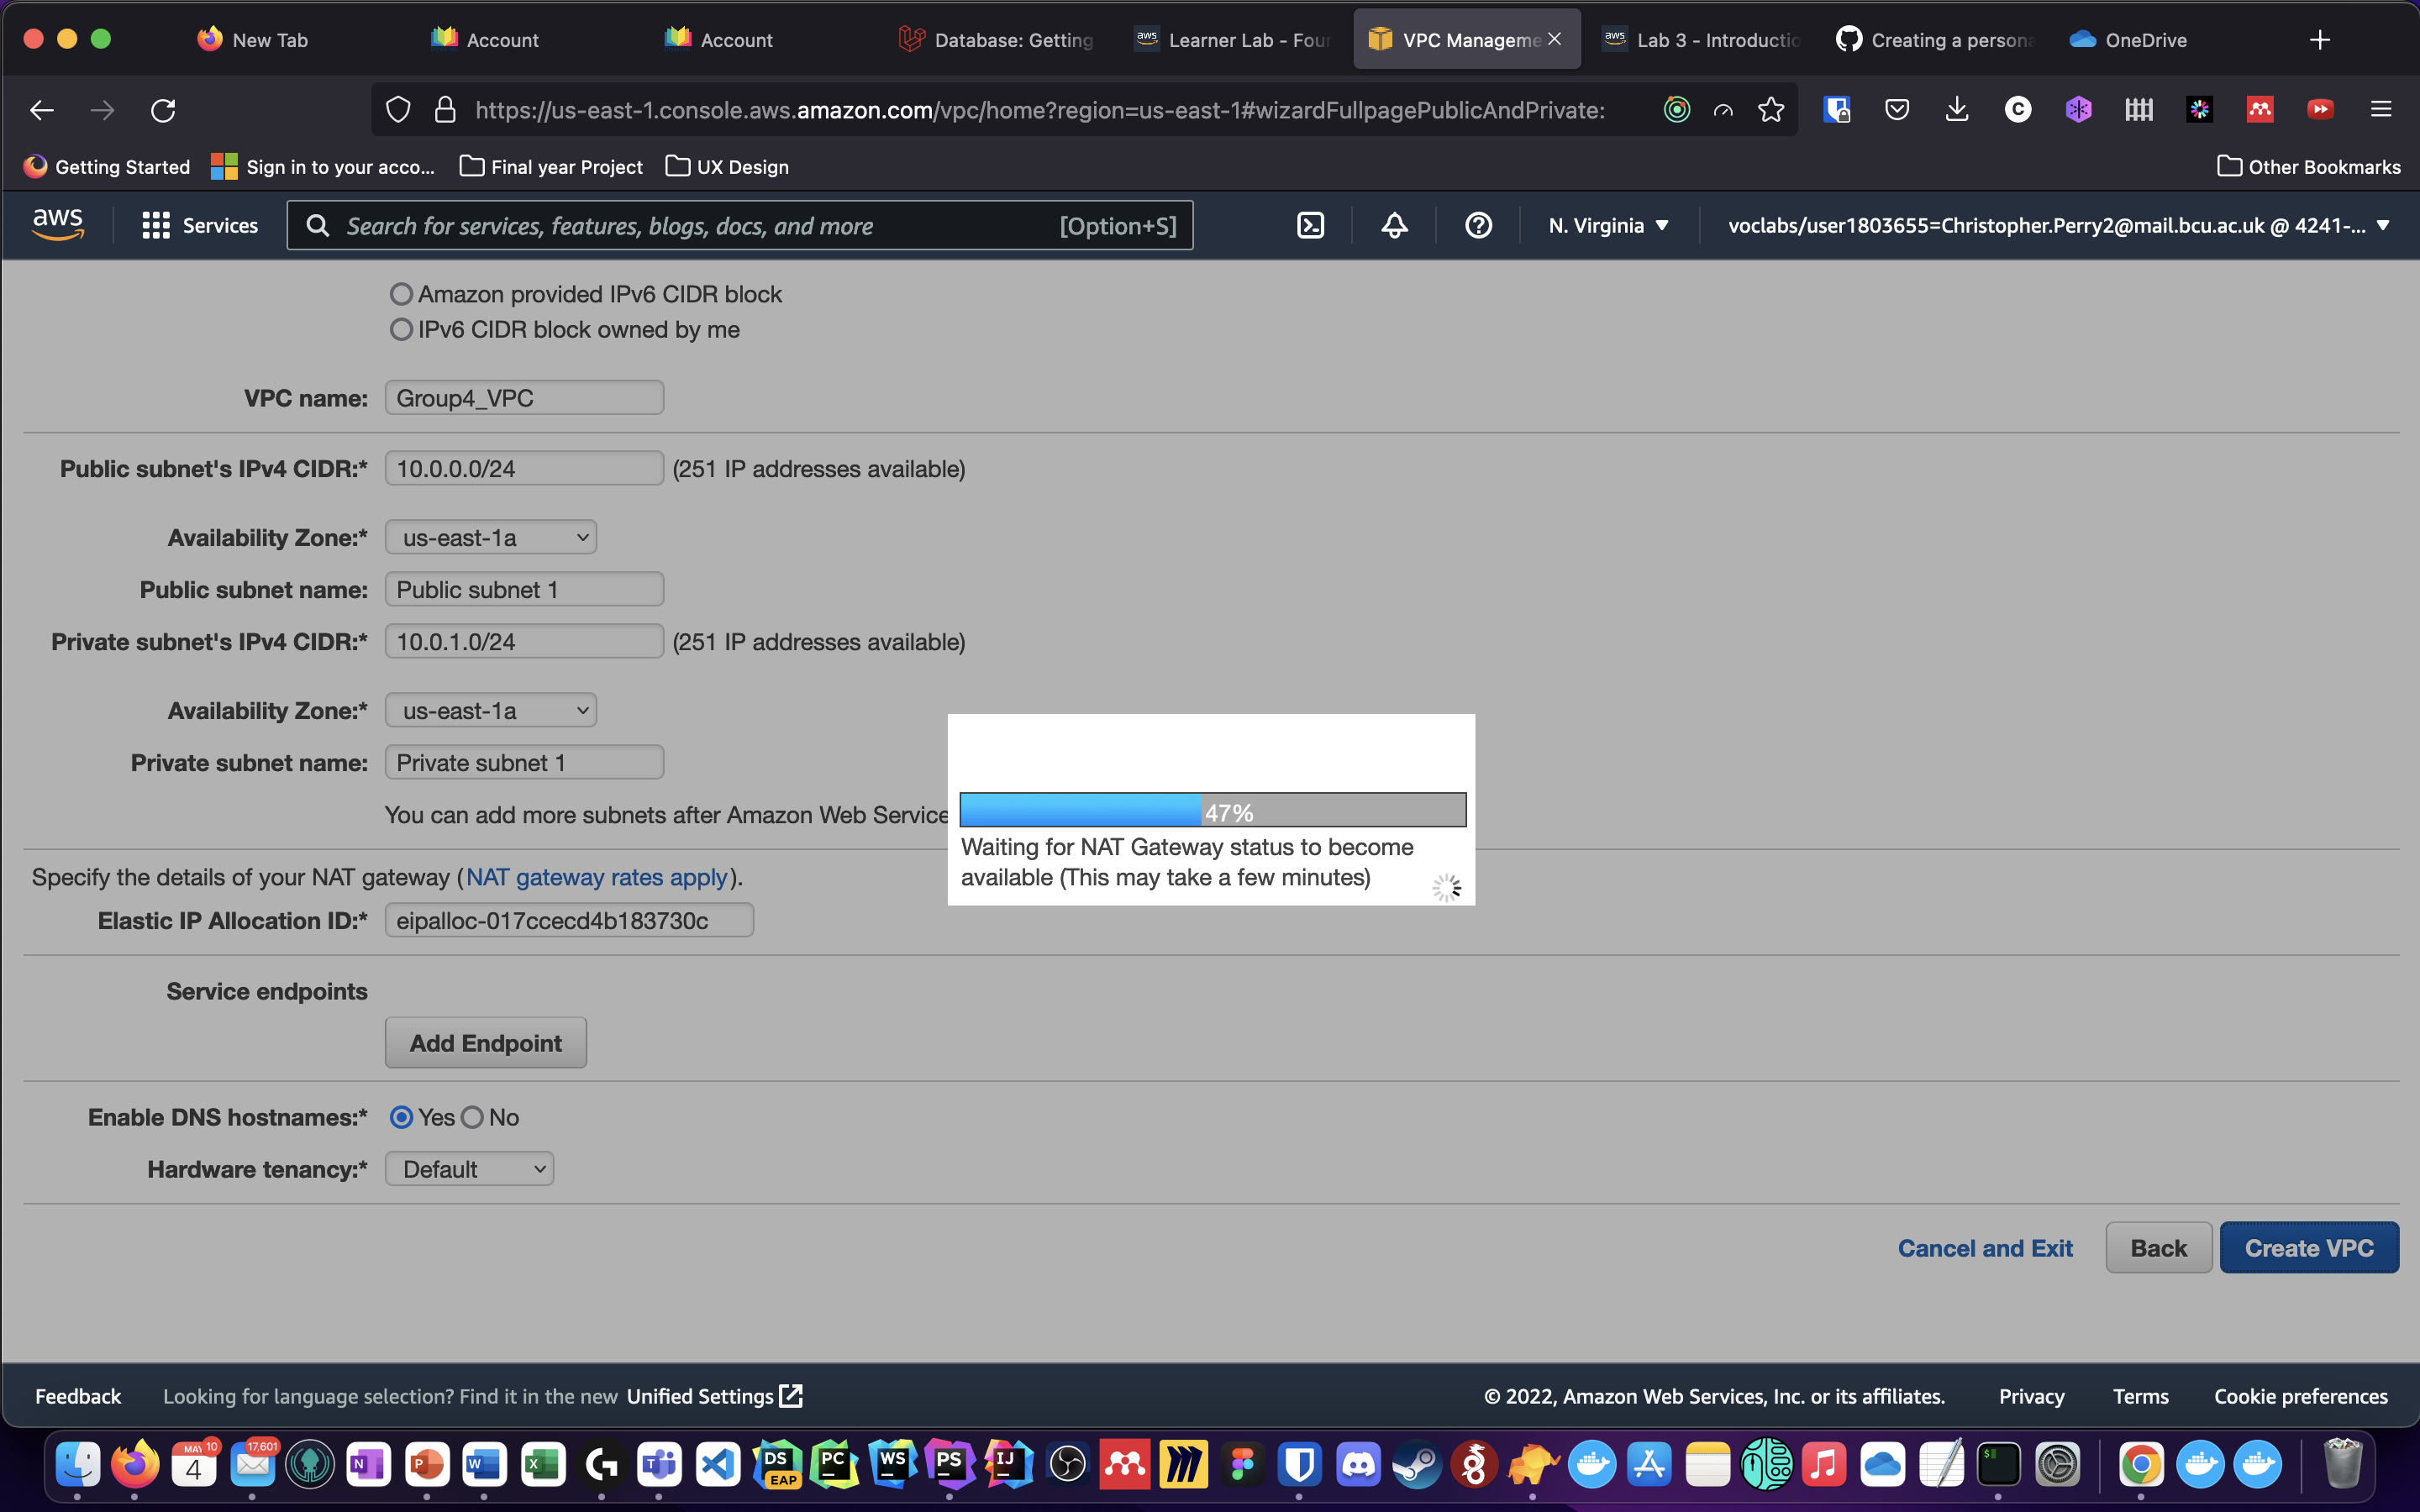 New Tab
Account
Account
Database: Getting
aws Learner Lab - Four
VPC Manageme
aws Lab 3 - Introductio
Creating a persona
OneDrive
https://us-east-1.console.aws.amazon.com/vpc/home?region=us-east-1#wizardFullpagePublicAndPrivate:
Getting Started
Sign in to your acco...
Final year Project
UX Design
Other Bookmarks
aws
Services
Search for services, features, blogs, docs, and more
[Option+S]
N. Virginia
voclabs/user1803655=Christopher.Perry2@mail.bcu.ac.uk @ 4241-...
Amazon provided IPv6 CIDR block
IPv6 CIDR block owned by me
VPC name: Group4_VPC
Public subnet's IPv4 CIDR:* 10.0.0.0/24 (251 IP addresses available)
Availability Zone:* us-east-1a
Public subnet name: Public subnet 1
Private subnet's IPv4 CIDR:* 10.0.1.0/24 (251 IP addresses available)
Availability Zone:* us-east-1a
Private subnet name: Private subnet 1
You can add more subnets after Amazon Web Service
47%
Waiting for NAT Gateway status to become
available (This may take a few minutes)
Specify the details of your NAT gateway (NAT gateway rates apply).
Elastic IP Allocation ID:* eipalloc-017ccecd4b183730c
Service endpoints
Add Endpoint
Enable DNS hostnames:* Yes No
Hardware tenancy:* Default
Cancel and Exit
Back
Create VPC
Feedback
Looking for language selection? Find it in the new Unified Settings
© 2022, Amazon Web Services, Inc. or its affiliates.
Privacy
Terms
Cookie preferences
MAY 10
4
17,601
N
P
W
X
T
DS
EAP
PC
WS
PS
IJ
$